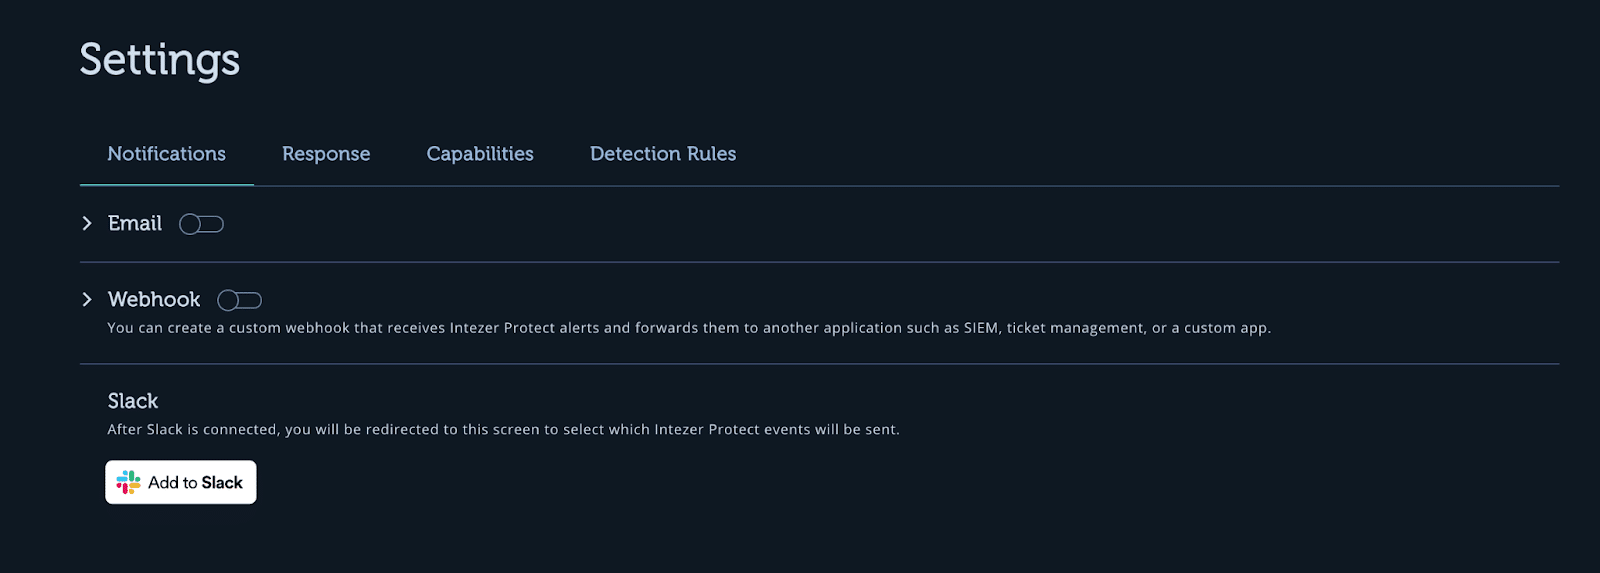 Settings
Notifications Response Capabilities Detection Rules
Email
Webhook
You can create a custom webhook that receives Intezer Protect alerts and forwards them to another application such as SIEM, ticket management, or a custom app.
Slack
After Slack is connected, you will be redirected to this screen to select which Intezer Protect events will be sent.
Add to Slack